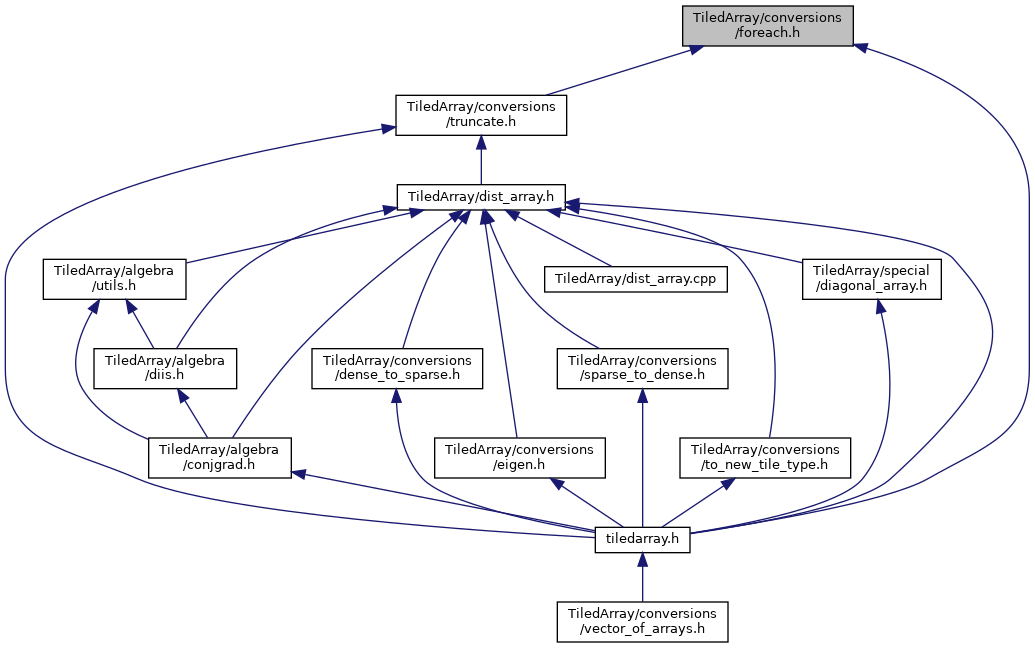 TiledArray/conversions
/foreach.h
TiledArray/conversions
/truncate.h
TiledArray/dist_array.h
TiledArray/algebra
/utils.h
TiledArray/dist_array.cpp
TiledArray/special
/diagonal_array.h
TiledArray/algebra
/diis.h
TiledArray/conversions
/dense_to_sparse.h
TiledArray/conversions
/sparse_to_dense.h
TiledArray/algebra
/conjgrad.h
TiledArray/conversions
/eigen.h
TiledArray/conversions
/to_new_tile_type.h
tiledarray.h
TiledArray/conversions
/vector_of_arrays.h